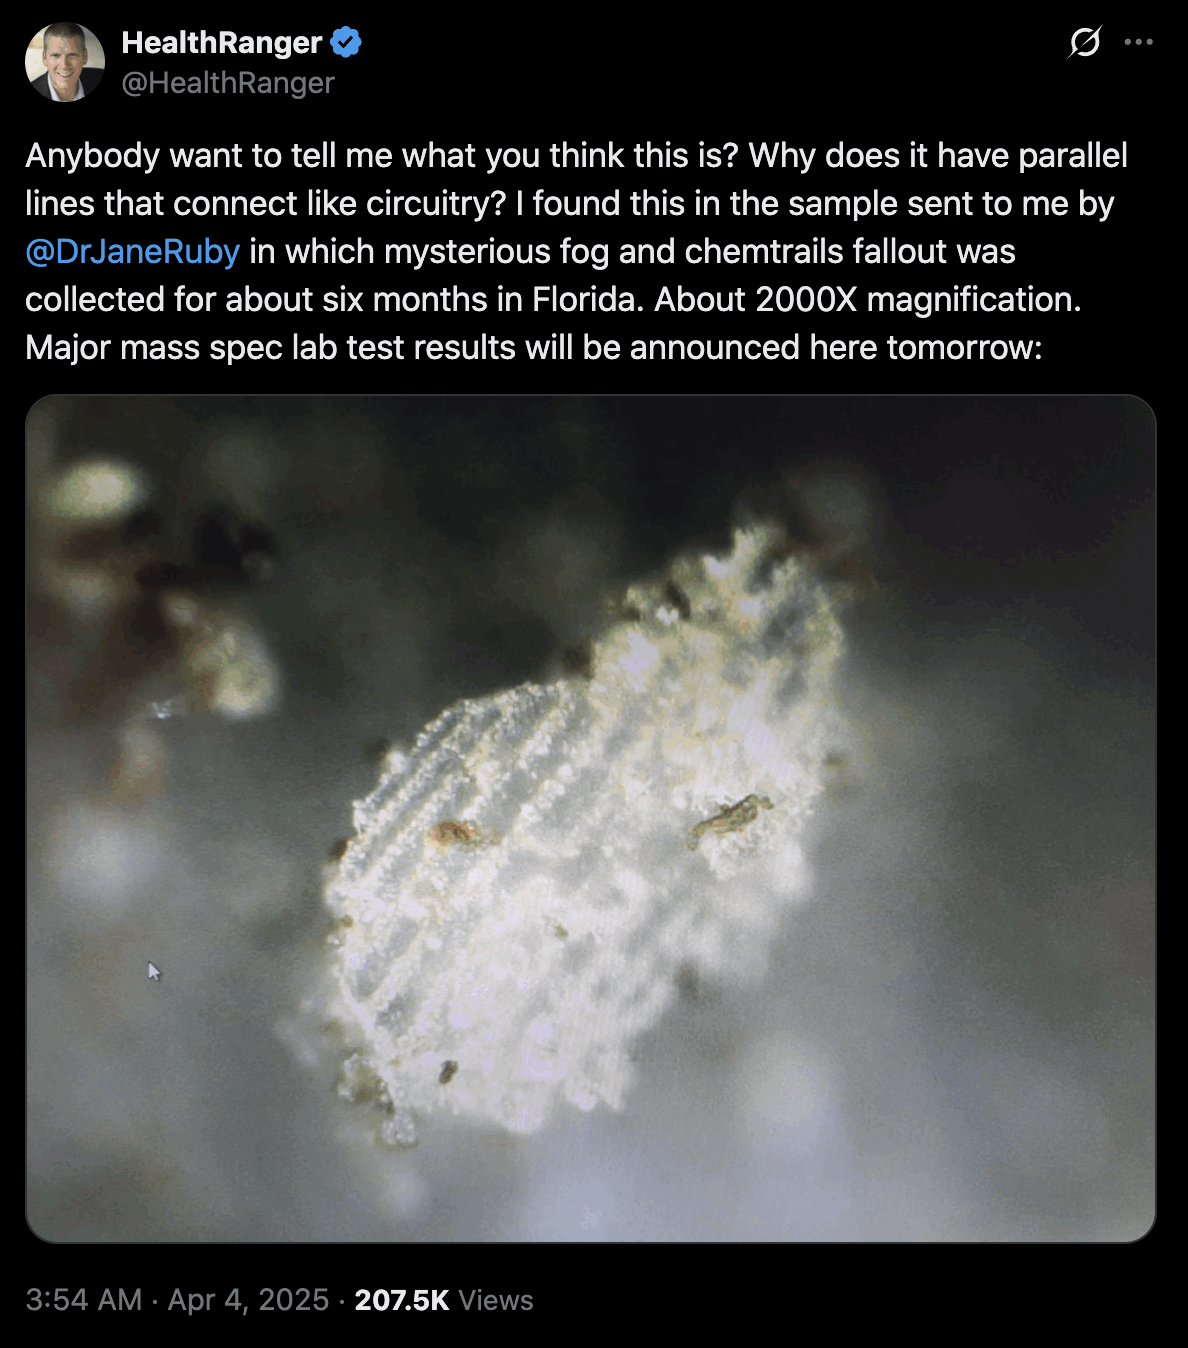 HealthRanger
@HealthRanger
Anybody want to tell me what you think this is? Why does it have parallel
lines that connect like circuitry? I found this in the sample sent to me by
@DrJaneRuby in which mysterious fog and chemtrails fallout was
collected for about six months in Florida. About 2000X magnification.
Major mass spec lab test results will be announced here tomorrow:
3:54 AM · Apr 4, 2025 · 207.5K Views